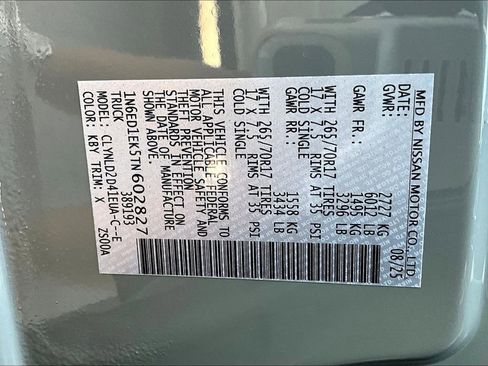 MFD BY NISSAN MOTOR CO., LTD.
DATE: 08/25
GVWR: 2727 KG
6012 LB
GAWR FR: 1495 KG
3296 LB
WITH 265/70R17 TIRES
17 X 7.5 RIMS AT 35 PSI
COLD SINGLE
GAWR RR: 1558 KG
3434 LB
WITH 265/70R17 TIRES
17 X 7.5 RIMS AT 35 PSI
COLD SINGLE
THIS VEHICLE CONFORMS TO
ALL APPLICABLE FEDERAL
MOTOR VEHICLE SAFETY AND
THEFT PREVENTION
STANDARDS IN EFFECT ON
THE DATE OF MANUFACTURE
SHOWN ABOVE.
1N6ED1EK5TN602827
TRUCK 3B9193
MODEL: CLYNLD2D41EUA-C--E
COLOR: KBY TRIM: X ZS00A